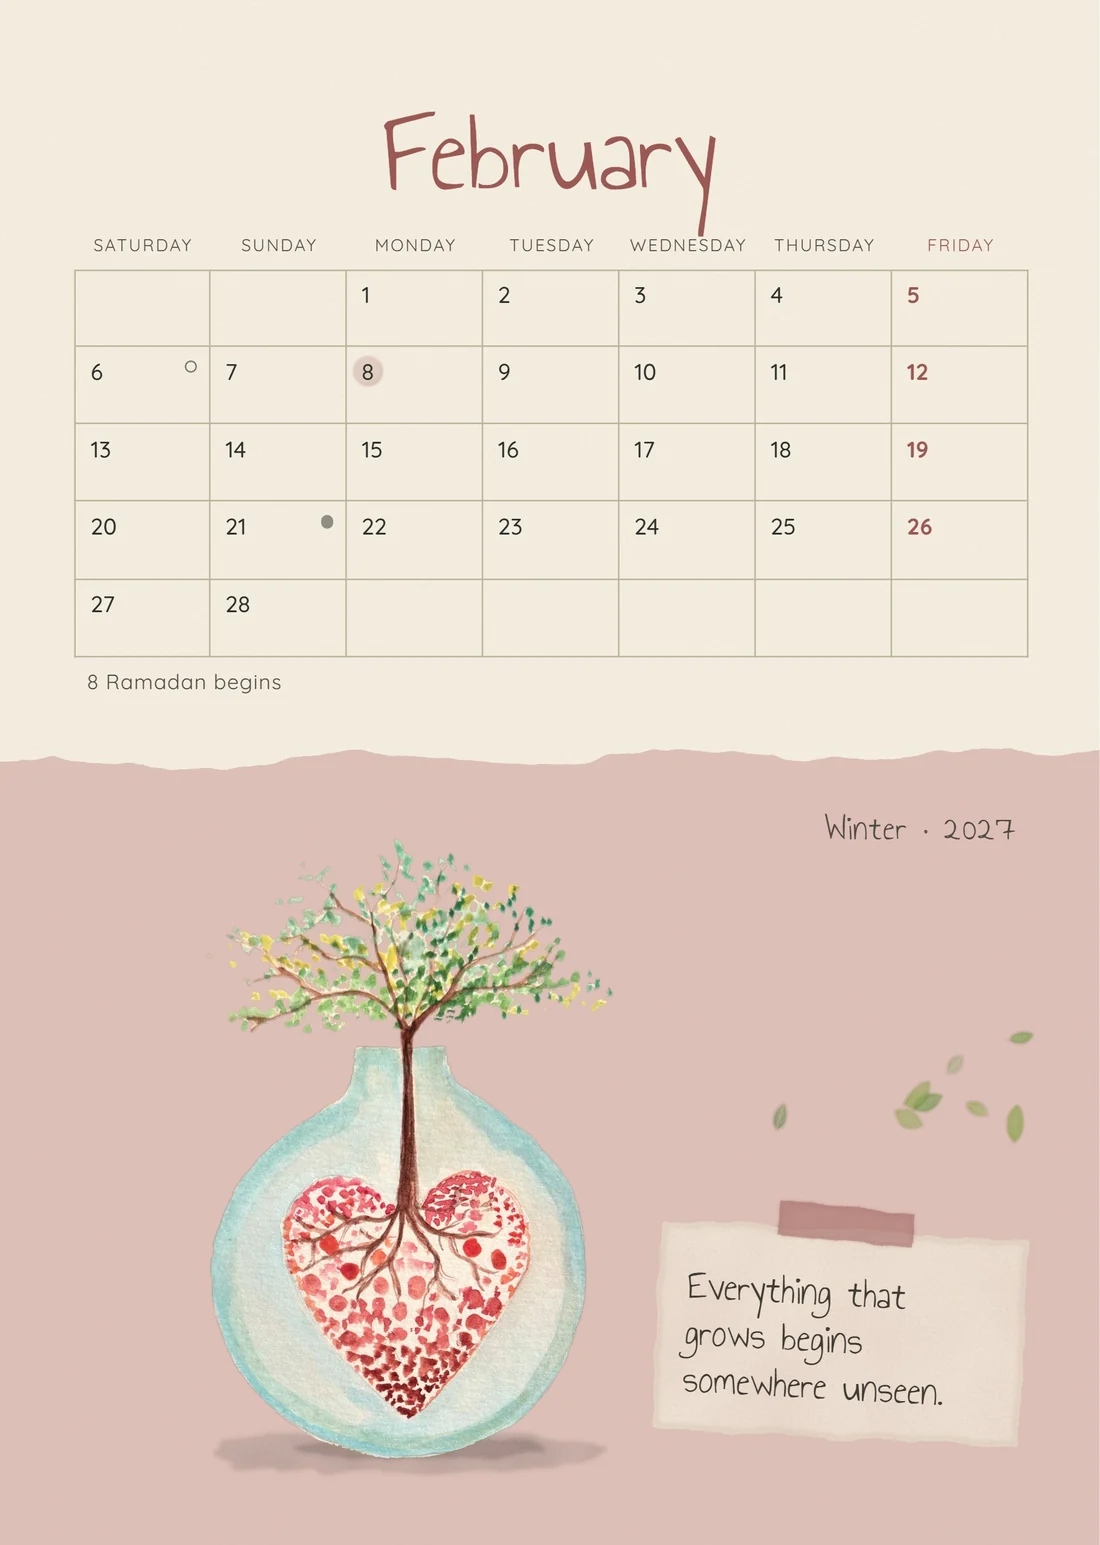 February
SATURDAY SUNDAY MONDAY TUESDAY WEDNESDAY THURSDAY FRIDAY
1 2 3 4 5
6 7 8 9 10 11 12
13 14 15 16 17 18 19
20 21 22 23 24 25 26
27 28
8 Ramadan begins
Winter · 2027
Everything that
grows begins
somewhere unseen.